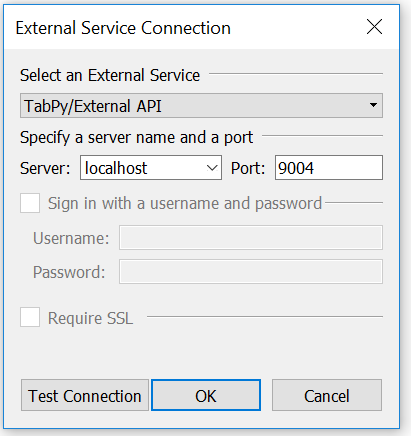 External Service Connection
Select an External Service
TabPy/External API
Specify a server name and a port
Server: localhost Port: 9004
Sign in with a username and password
Username:
Password:
Require SSL
Test Connection OK Cancel